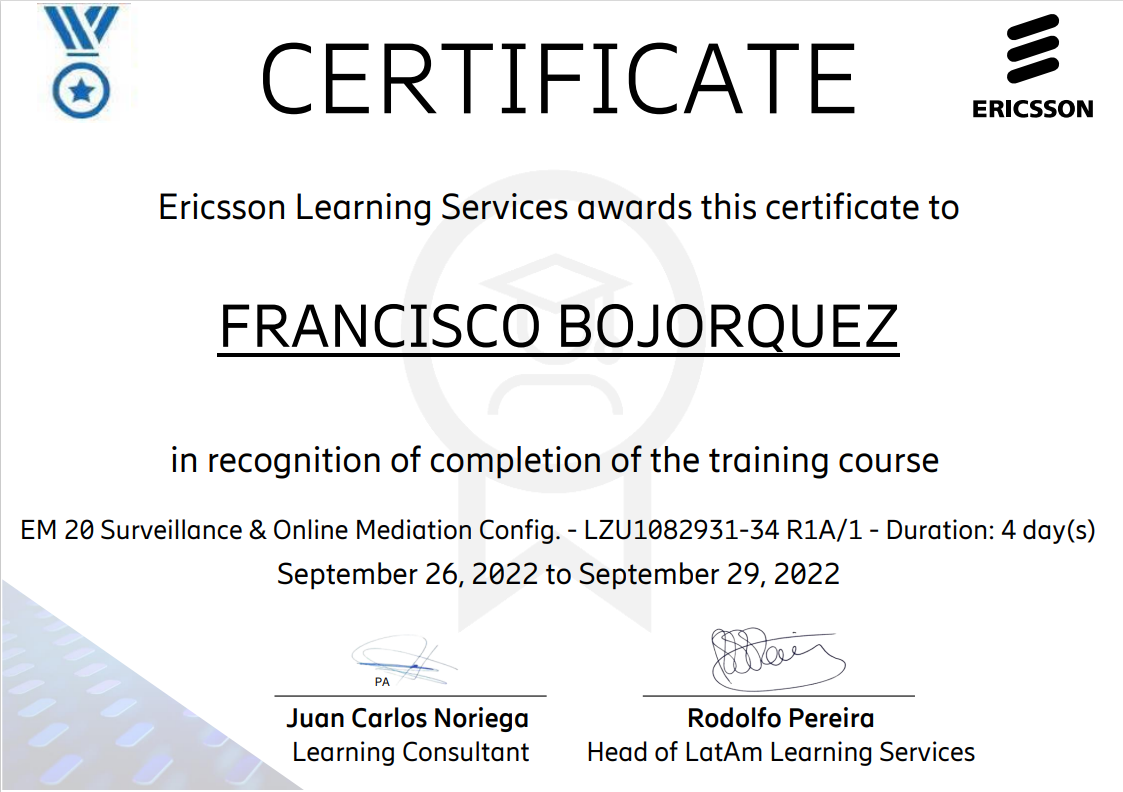 CERTIFICATE
ERICSSON
Ericsson Learning Services awards this certificate to
FRANCISCO BOJORQUEZ
in recognition of completion of the training course
EM 20 Surveillance & Online Mediation Config. - LZU1082931-34 R1A/1 - Duration: 4 day(s)
September 26, 2022 to September 29, 2022
PA
Juan Carlos Noriega
Learning Consultant
Rodolfo Pereira
Head of LatAm Learning Services